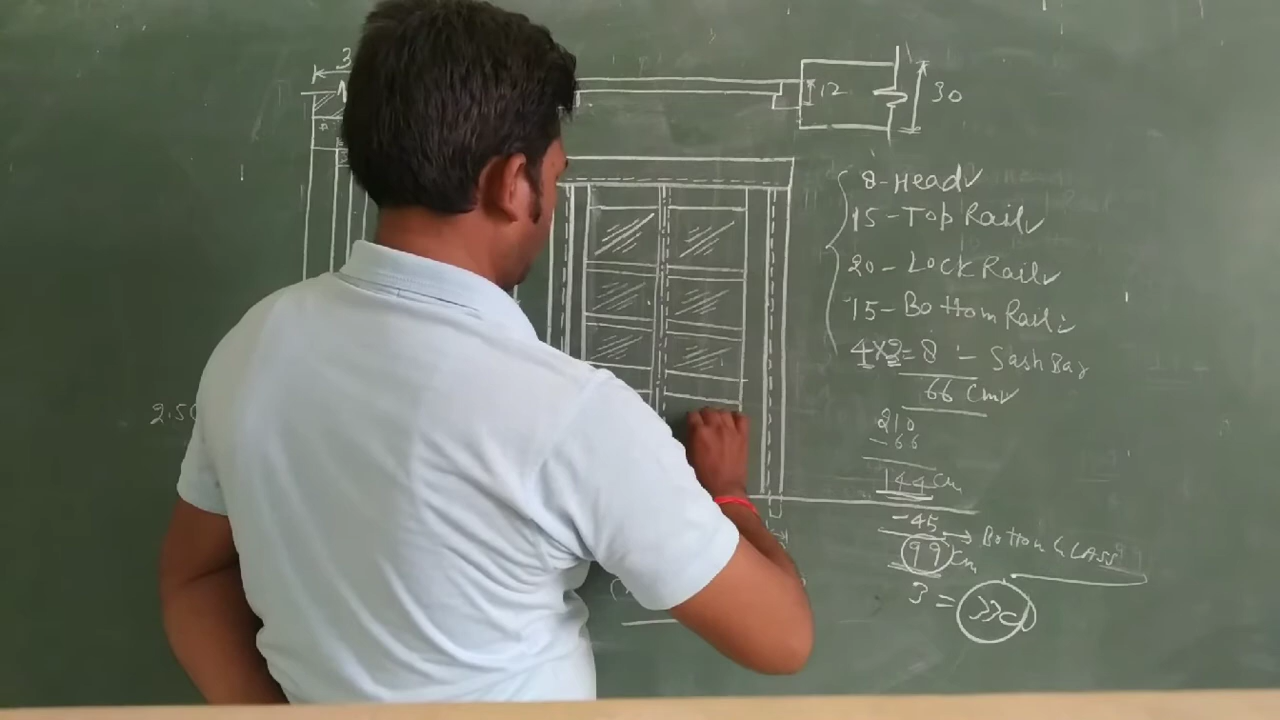 3
12
30
8-Head✓
15-Top Rail✓
20-Lock Rail✓
15-Bottom Rail
4x2=8 - Sash Bar
66 Cm✓
210
-66
144 Cm
-45 → Bottom GLASS
99 Cm
3 =
2.50